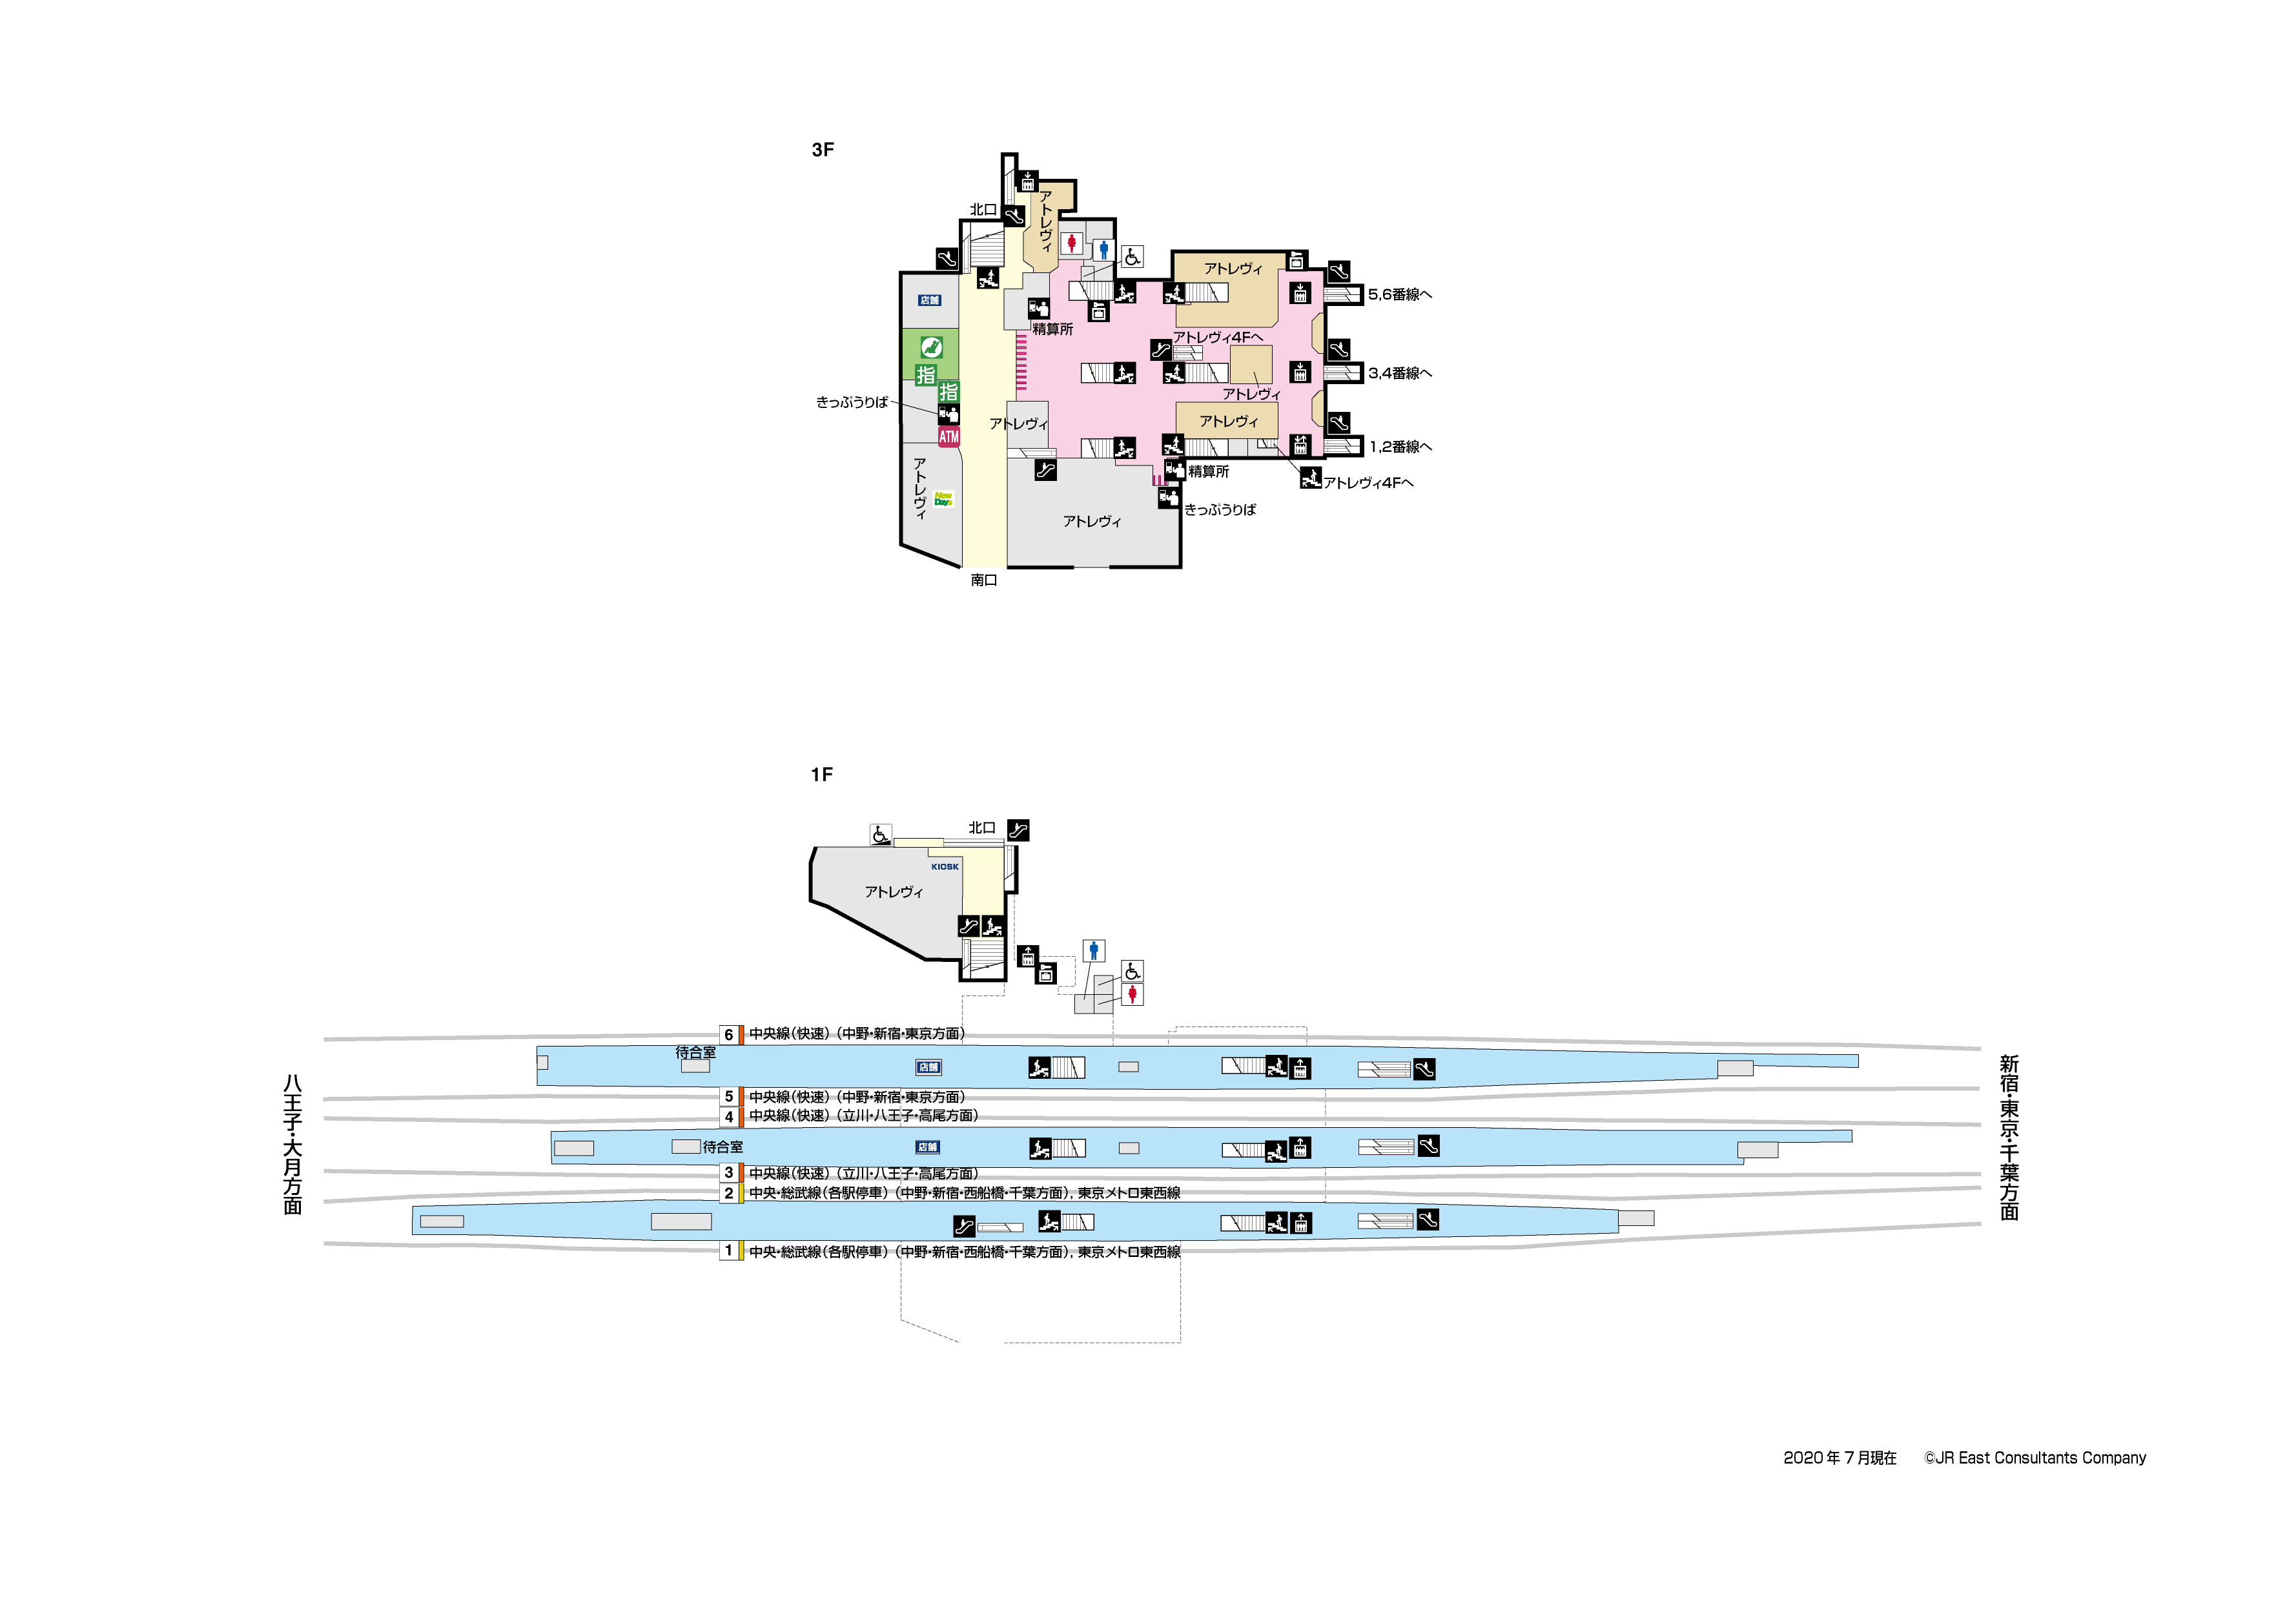 3F
北口
アトレヴィ
店舗
精算所
アトレヴィ
5,6番線へ
アトレヴィ4Fへ
3,4番線へ
アトレヴィ
指
指
きっぷうりば
ATM
アトレヴィ
アトレヴィ
1,2番線へ
精算所
アトレヴィ4Fへ
アトレヴィ
NewDays
きっぷうりば
アトレヴィ
南口
1F
北口
KIOSK
アトレヴィ
6 中央線(快速)(中野・新宿・東京方面)
待合室
店舗
5 中央線(快速)(中野・新宿・東京方面)
4 中央線(快速)(立川・八王子・高尾方面)
待合室
店舗
3 中央線(快速)(立川・八王子・高尾方面)
2 中央・総武線(各駅停車)(中野・新宿・西船橋・千葉方面), 東京メトロ東西線
1 中央・総武線(各駅停車)(中野・新宿・西船橋・千葉方面), 東京メトロ東西線
八王子・大月方面
新宿・東京・千葉方面
2020年7月現在 ©JR East Consultants Company